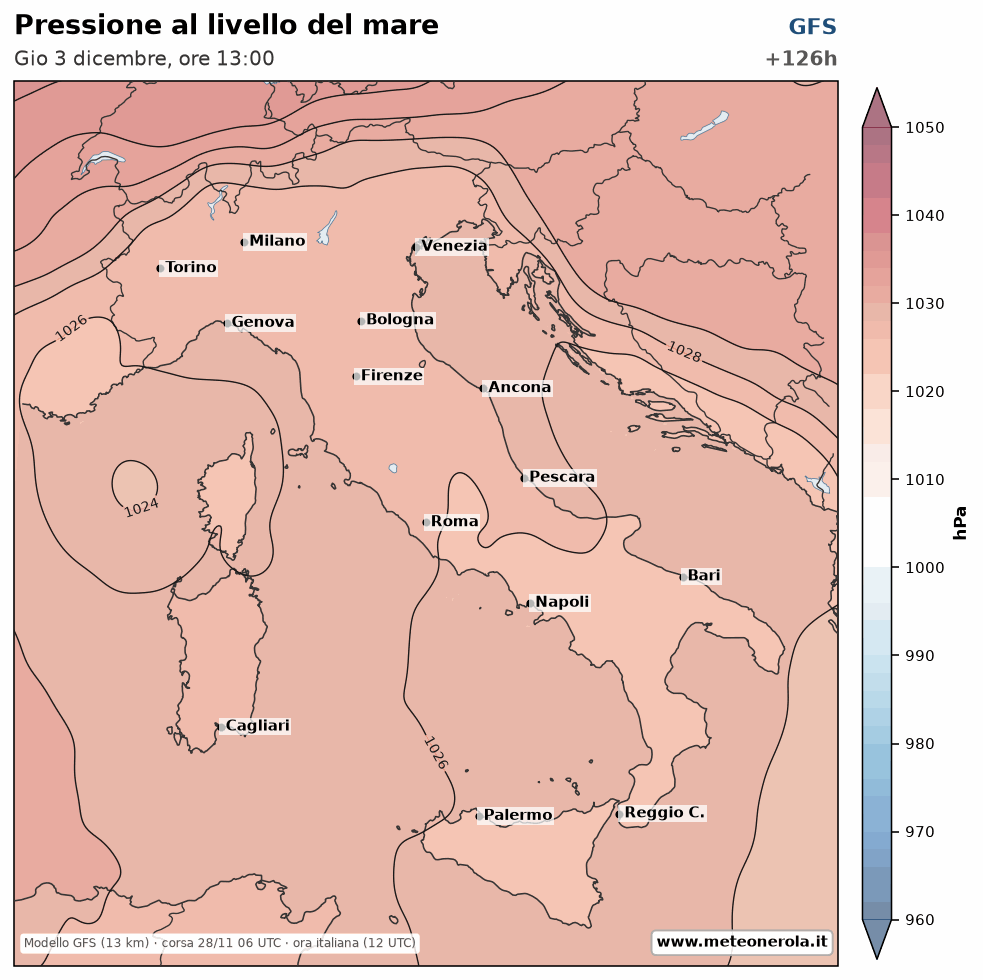 Pressione al livello del mare
GFS
Gio 3 dicembre, ore 13:00
+126h
1050
1040
1030
1020
1010
1000
990
980
970
960
hPa
Milano
Venezia
Torino
Genova
Bologna
1026
1028
Firenze
Ancona
Pescara
1024
Roma
Bari
Napoli
Cagliari
1026
Palermo
Reggio C.
Modello GFS (13 km) · corsa 28/11 06 UTC · ora italiana (12 UTC)
www.meteonerola.it